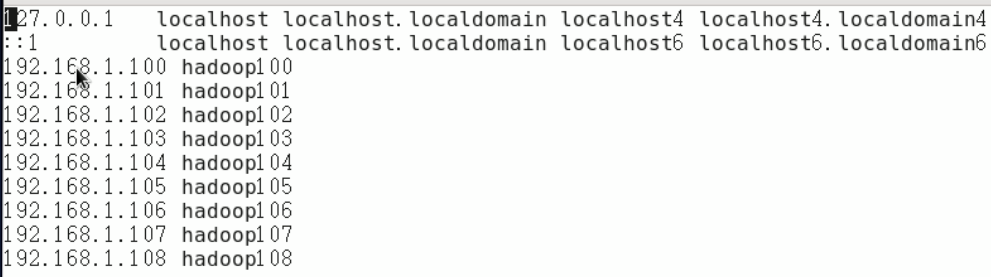 127.0.0.1   localhost localhost.localdomain localhost4 localhost4.localdomain4
::1         localhost localhost.localdomain localhost6 localhost6.localdomain6
192.168.1.100 hadoop100
192.168.1.101 hadoop101
192.168.1.102 hadoop102
192.168.1.103 hadoop103
192.168.1.104 hadoop104
192.168.1.105 hadoop105
192.168.1.106 hadoop106
192.168.1.107 hadoop107
192.168.1.108 hadoop108